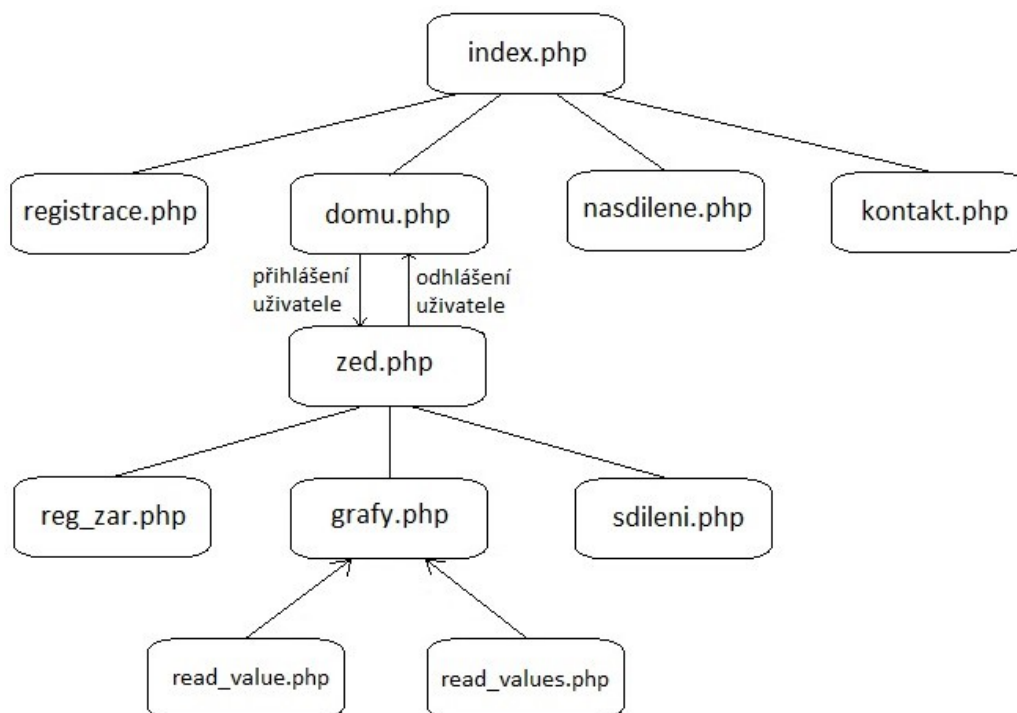 index.php
registrace.php
domu.php
nasdilene.php
kontakt.php
přihlášení
uživatele
odhlášení
uživatele
zed.php
reg_zar.php
grafy.php
sdileni.php
read_value.php
read_values.php